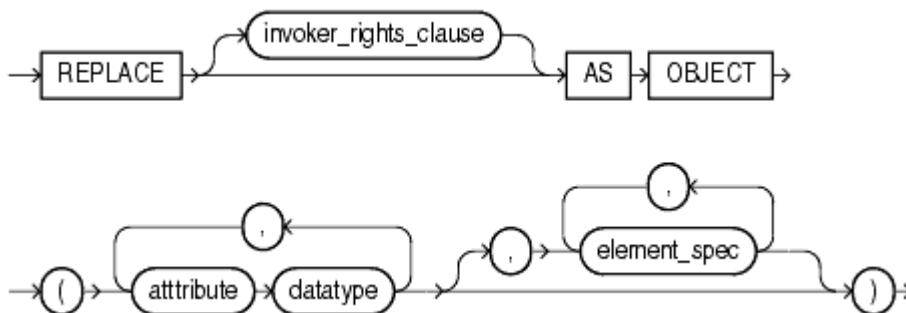 invoker_rights_clause
REPLACE AS OBJECT
, ,
( atttribute datatype , element_spec )